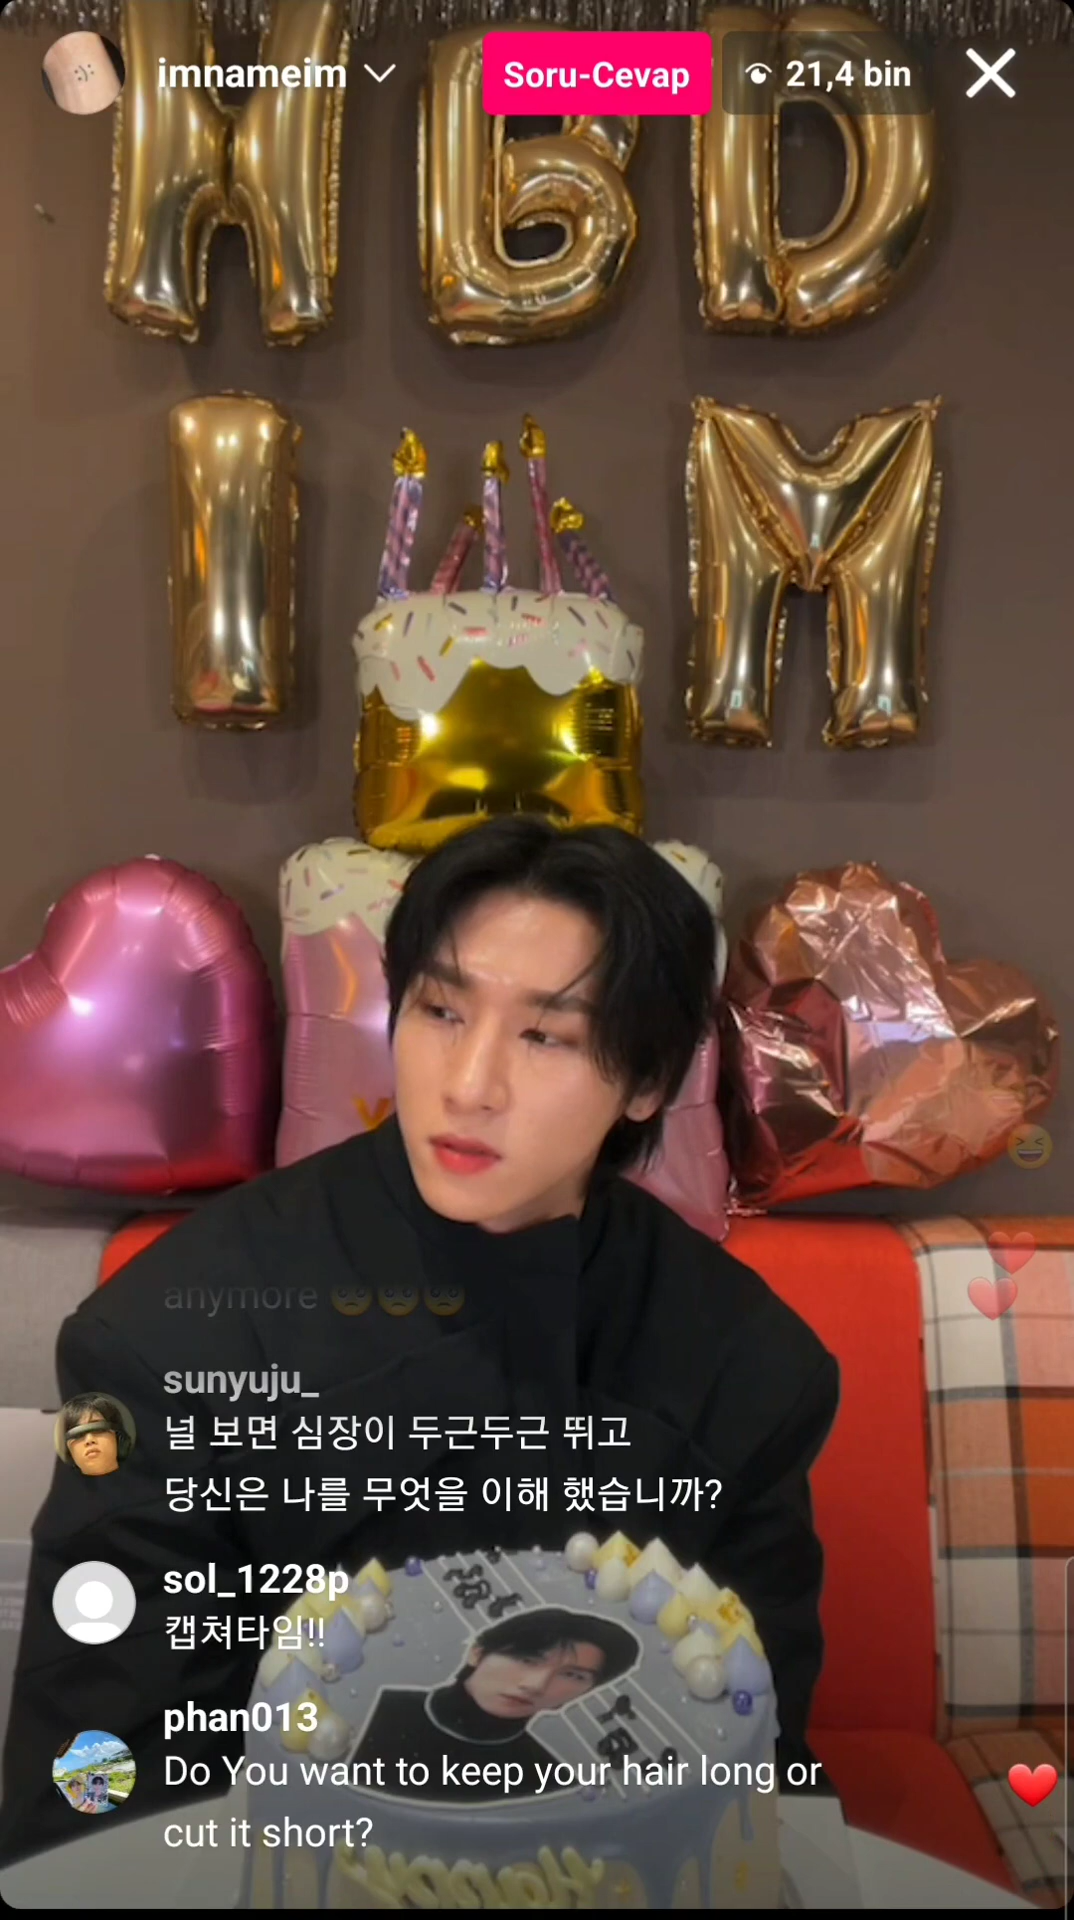 imnameim
Soru-Cevap
21,4 bin
HBD
I M
anymore 🥺🥺🥺
sunyuju_
널 보면 심장이 두근두근 뛰고
당신은 나를 무엇을 이해 했습니까?
sol_1228p
캡쳐타임!!
phan013
Do You want to keep your hair long or
cut it short?
Happy